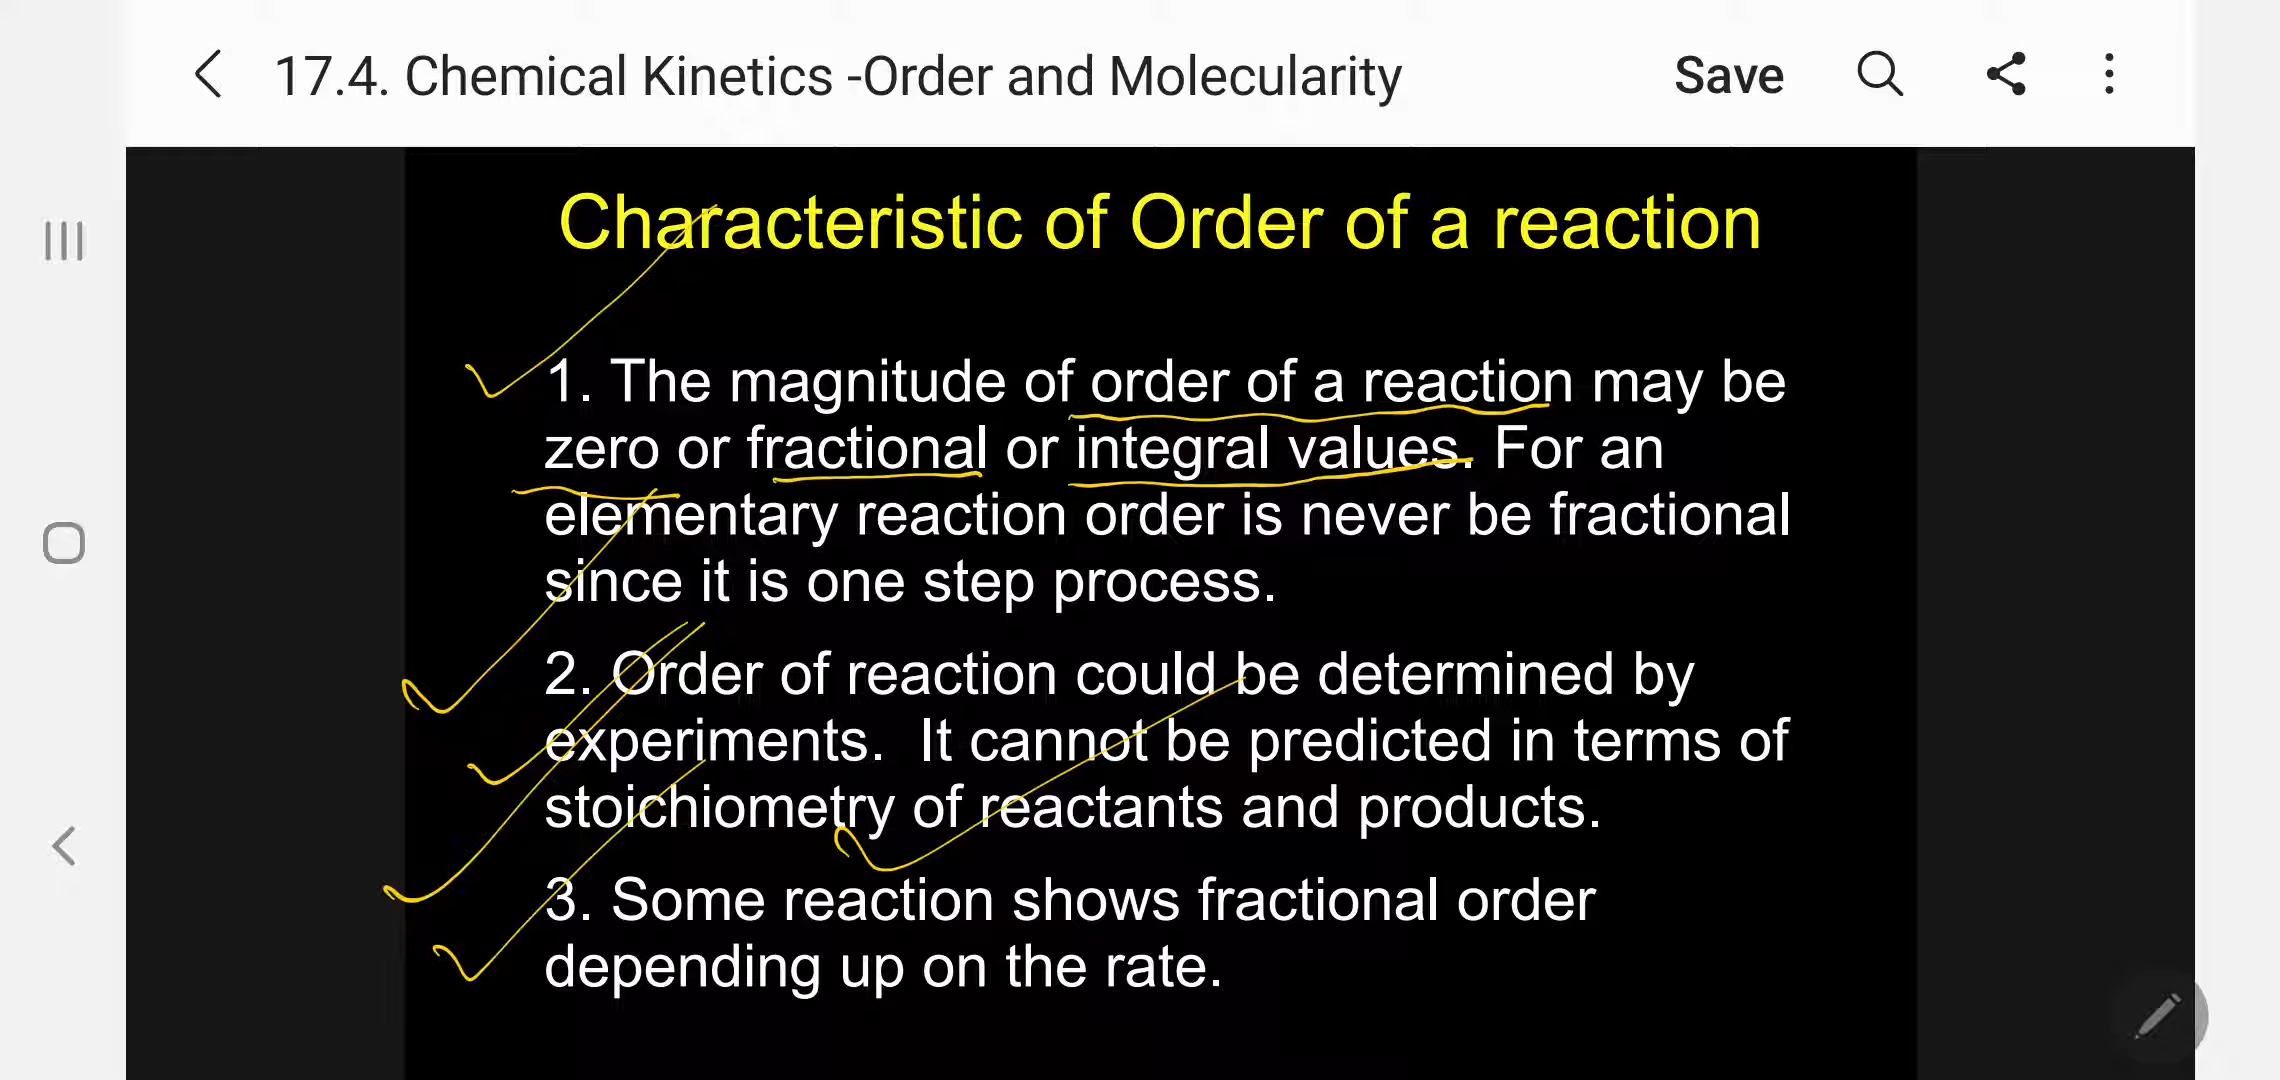 17.4. Chemical Kinetics -Order and Molecularity
Save
Characteristic of Order of a reaction
1. The magnitude of order of a reaction may be
zero or fractional or integral values. For an
elementary reaction order is never be fractional
since it is one step process.
2. Order of reaction could be determined by
experiments.  It cannot be predicted in terms of
stoichiometry of reactants and products.
3. Some reaction shows fractional order
depending up on the rate.